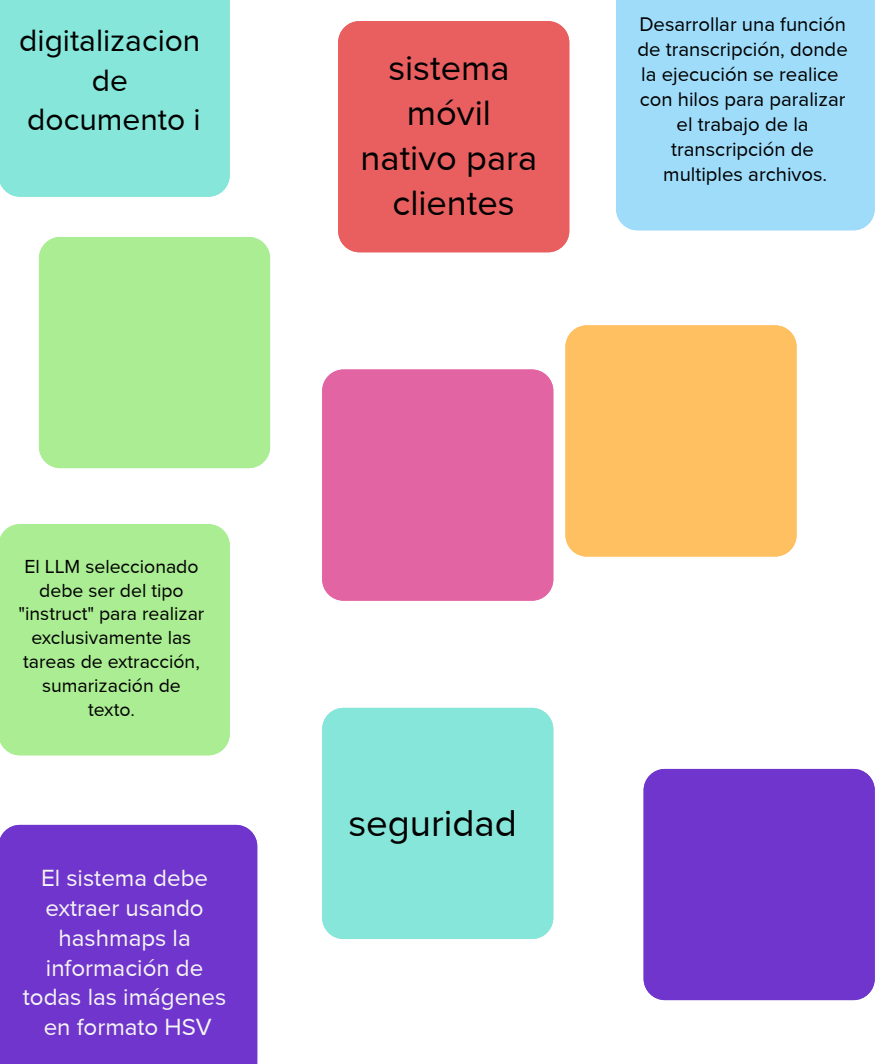 digitalizacion
de
documento i
sistema
móvil
nativo para
clientes
Desarrollar una función
de transcripción, donde
la ejecución se realice
con hilos para paralizar
el trabajo de la
transcripción de
multiples archivos.
El LLM seleccionado
debe ser del tipo
"instruct" para realizar
exclusivamente las
tareas de extracción,
sumarización de
texto.
seguridad
El sistema debe
extraer usando
hashmaps la
información de
todas las imágenes
en formato HSV